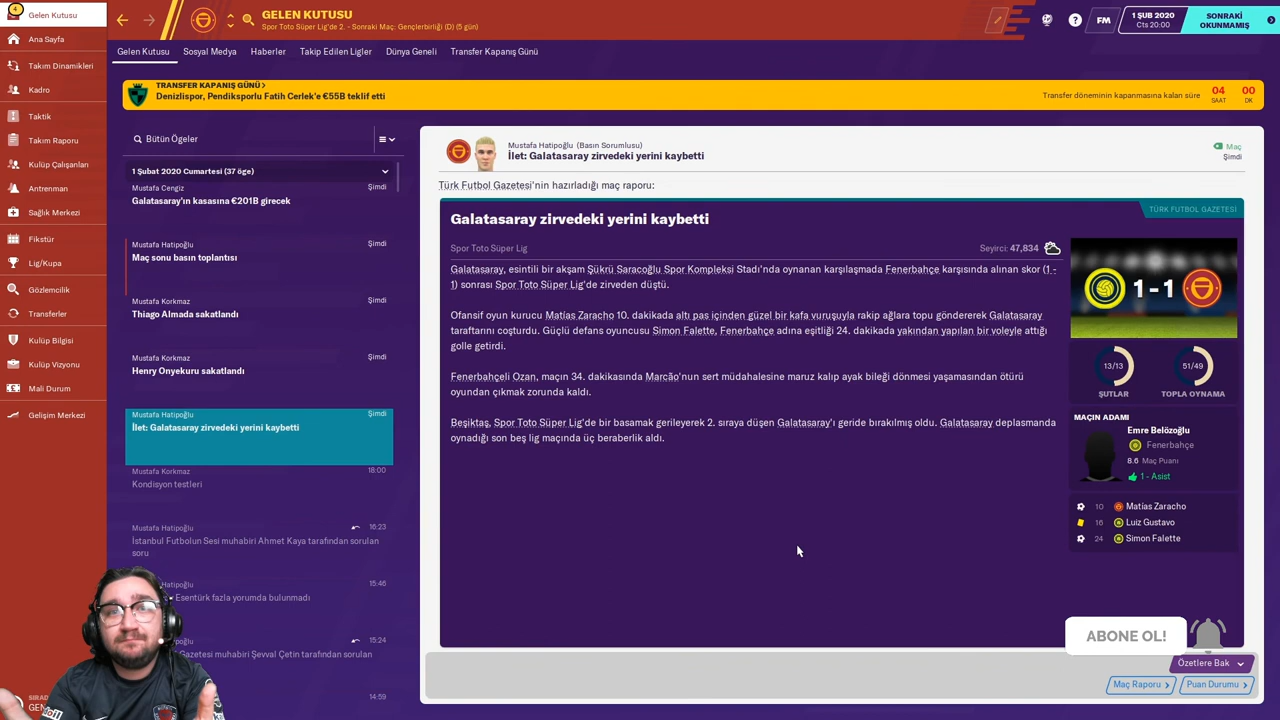 4
Gelen Kutusu
Ana Sayfa
Takım Dinamikleri
Kadro
Taktik
Takım Raporu
Kulüp Çalışanları
Antrenman
Sağlık Merkezi
Fikstür
Lig/Kupa
Gözlemcilik
Transferler
Kulüp Bilgisi
Kulüp Vizyonu
Mali Durum
Gelişim Merkezi
GELEN KUTUSU
Spor Toto Süper Lig'de 2. - Sonraki Maç: Gençlerbirliği (D) (5 gün)
?
FM
1 ŞUB 2020
Cts 20:00
SONRAKİ
OKUNMAMIŞ
Gelen Kutusu
Sosyal Medya
Haberler
Takip Edilen Ligler
Dünya Geneli
Transfer Kapanış Günü
TRANSFER KAPANIŞ GÜNÜ >
Denizlispor, Pendiksporlu Fatih Cerlek'e €55B teklif etti
Transfer döneminin kapanmasına kalan süre
04
SAAT
00
DK
Bütün Ögeler
1 Şubat 2020 Cumartesi (37 öge)
Mustafa Cengiz
Şimdi
Galatasaray'ın kasasına €201B girecek
Mustafa Hatipoğlu
Şimdi
Maç sonu basın toplantısı
Mustafa Korkmaz
Şimdi
Thiago Almada sakatlandı
Mustafa Korkmaz
Şimdi
Henry Onyekuru sakatlandı
Mustafa Hatipoğlu
Şimdi
İlet: Galatasaray zirvedeki yerini kaybetti
Mustafa Korkmaz
18:00
Kondisyon testleri
Mustafa Hatipoğlu
16:23
İstanbul Futbolun Sesi muhabiri Ahmet Kaya tarafından sorulan
soru
Hatipoğlu
15:46
Esentürk fazla yorumda bulunmadı
15:24
Gazetesi muhabiri Şevval Çetin tarafından sorulan
14:59
Mustafa Hatipoğlu (Basın Sorumlusu)
İlet: Galatasaray zirvedeki yerini kaybetti
Maç
Şimdi
Türk Futbol Gazetesi'nin hazırladığı maç raporu:
TÜRK FUTBOL GAZETESİ
Galatasaray zirvedeki yerini kaybetti
Spor Toto Süper Lig
Seyirci: 47,834
Galatasaray, esintili bir akşam Şükrü Saracoğlu Spor Kompleksi Stadı'nda oynanan karşılaşmada Fenerbahçe karşısında alınan skor (1 -
1) sonrası Spor Toto Süper Lig'de zirveden düştü.
Ofansif oyun kurucu Matías Zaracho 10. dakikada altı pas içinden güzel bir kafa vuruşuyla rakip ağlara topu göndererek Galatasaray
taraftarını coşturdu. Güçlü defans oyuncusu Simon Falette, Fenerbahçe adına eşitliği 24. dakikada yakından yapılan bir voleyle attığı
golle getirdi.
Fenerbahçeli Ozan, maçın 34. dakikasında Marcão'nun sert müdahalesine maruz kalıp ayak bileği dönmesi yaşamasından ötürü
oyundan çıkmak zorunda kaldı.
Beşiktaş, Spor Toto Süper Lig'de bir basamak gerileyerek 2. sıraya düşen Galatasaray'ı geride bırakılmış oldu. Galatasaray deplasmanda
oynadığı son beş lig maçında üç beraberlik aldı.
1 - 1
13/13
ŞUTLAR
51/49
TOPLA OYNAMA
MAÇIN ADAMI
Emre Belözoğlu
Fenerbahçe
8.6 Maç Puanı
1 - Asist
10 Matías Zaracho
16 Luiz Gustavo
24 Simon Falette
ABONE OL!
Özetlere Bak
Maç Raporu >
Puan Durumu >